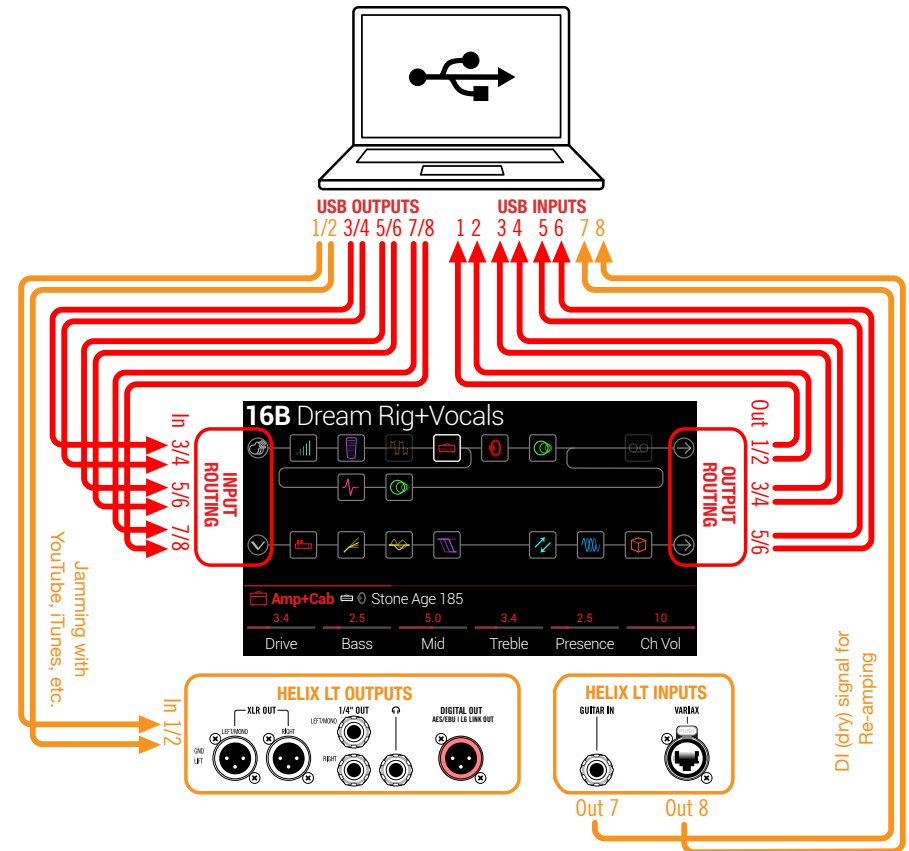 USB OUTPUTS
1/2 3/4 5/6 7/8
USB INPUTS
1 2 3 4 5 6 7 8
In 3/4 5/6 7/8
INPUT
ROUTING
16B Dream Rig+Vocals
Amp+Cab Stone Age 185
3.4 2.5 5.0 3.4 2.5 10
Drive Bass Mid Treble Presence Ch Vol
OUTPUT
ROUTING
Out 1/2 3/4 5/6
Jamming with
YouTube, iTunes, etc.
In 1/2
HELIX LT OUTPUTS
XLR OUT
LEFT/MONO
RIGHT
GND
LIFT
1/4" OUT
LEFT/MONO
RIGHT
DIGITAL OUT
AES/EBU | L6 LINK OUT
HELIX LT INPUTS
GUITAR IN
VARIAX
Out 7 Out 8
DI (dry) signal for
Re-amping